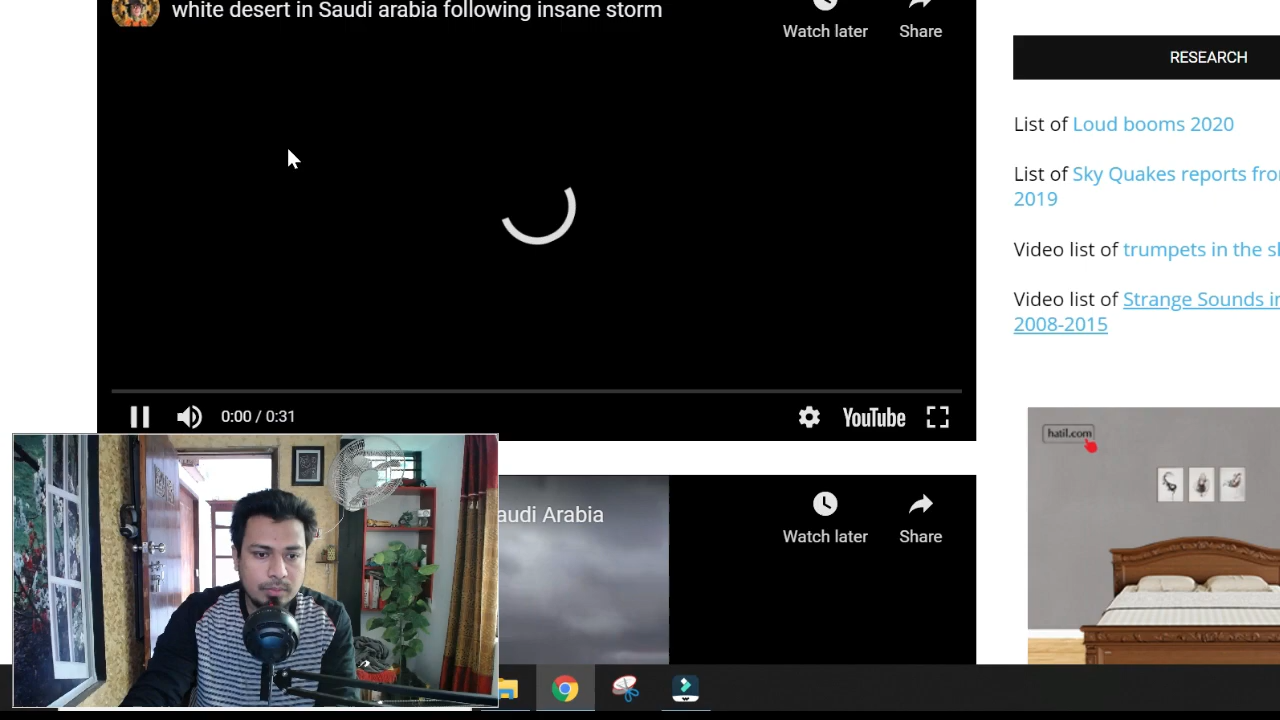 white desert in Saudi arabia following insane storm
Watch later
Share
RESEARCH
List of Loud booms 2020
List of Sky Quakes reports from
2019
Video list of trumpets in the
Video list of Strange Sounds
2008-2015
0:00 / 0:31
YouTube
hatil.com
audi Arabia
Watch later
Share